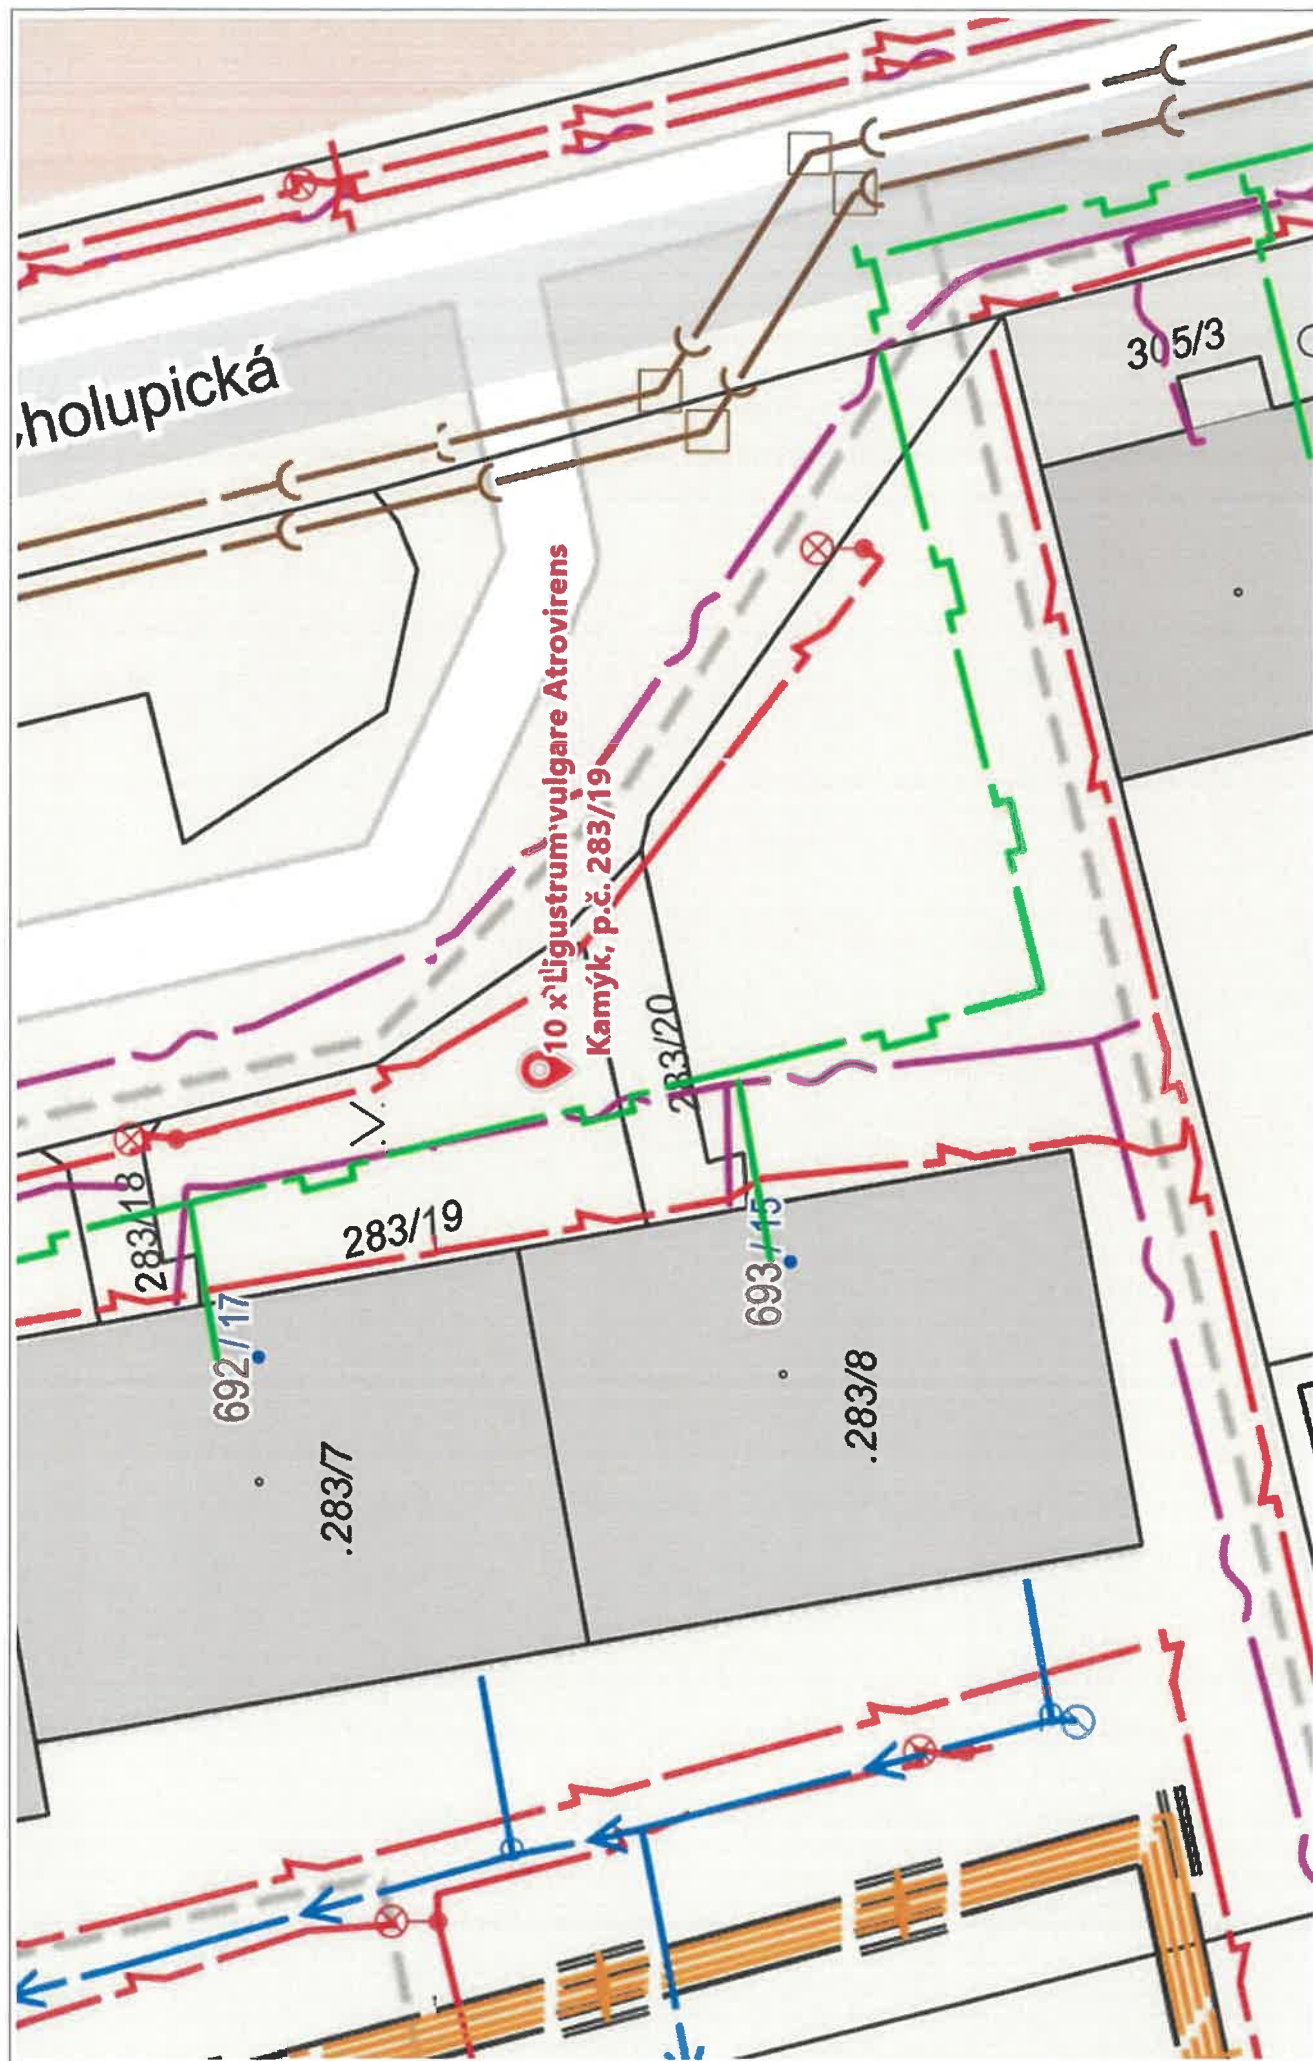 cholupická
305/3
10 x Ligustrum vulgare Atrovirens
Kamýk, p.č. 283/19
283/20
283/18
283/19
692 / 17
693 / 15
.283/7
.283/8